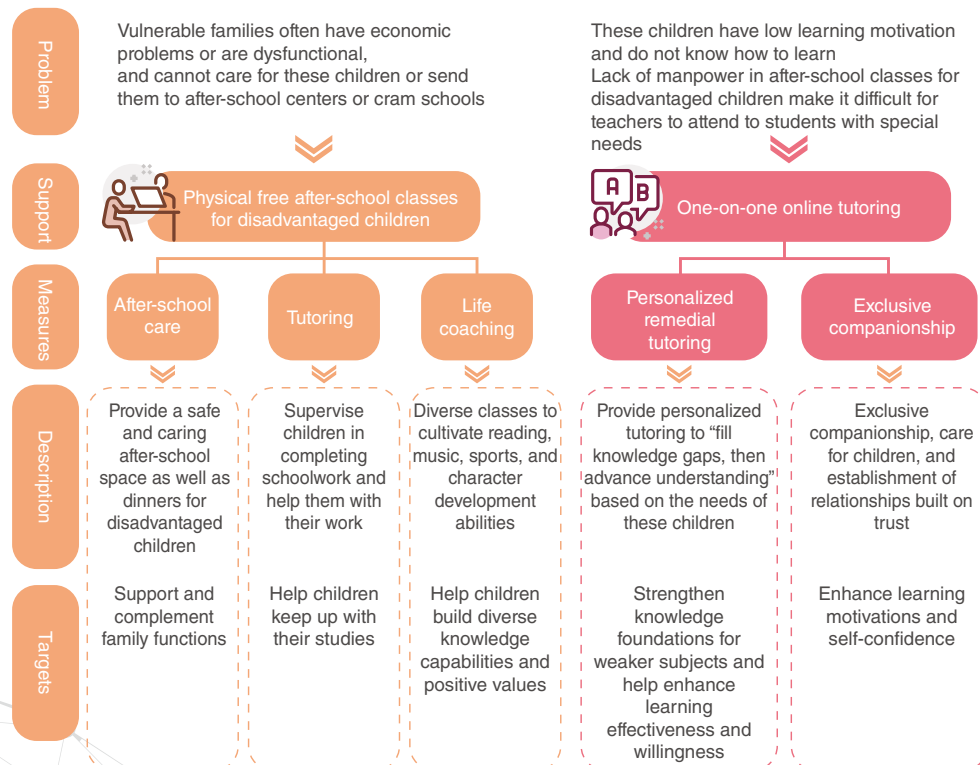 Problem
Vulnerable families often have economic
problems or are dysfunctional,
and cannot care for these children or send
them to after-school centers or cram schools
These children have low learning motivation
and do not know how to learn
Lack of manpower in after-school classes for
disadvantaged children make it difficult for
teachers to attend to students with special
needs
Support
Physical free after-school classes
for disadvantaged children
A
B
One-on-one online tutoring
Measures
After-school
care
Tutoring
Life
coaching
Personalized
remedial
tutoring
Exclusive
companionship
Description
Provide a safe
and caring
after-school
space as well as
dinners for
disadvantaged
children
Supervise
children in
completing
schoolwork and
help them with
their work
Diverse classes to
cultivate reading,
music, sports, and
character
development
abilities
Provide personalized
tutoring to “fill
knowledge gaps, then
advance understanding”
based on the needs of
these children
Exclusive
companionship, care
for children, and
establishment of
relationships built on
trust
Targets
Support and
complement
family functions
Help children
keep up with
their studies
Help children
build diverse
knowledge
capabilities and
positive values
Strengthen
knowledge
foundations for
weaker subjects and
help enhance
learning
effectiveness and
willingness
Enhance learning
motivations and
self-confidence